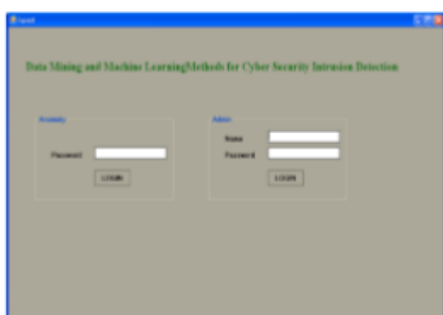 Data Mining and Machine LearningMethods for Cyber Security Intrusion Detection
Admin
Name
Password
Password
LOGIN
LOGIN